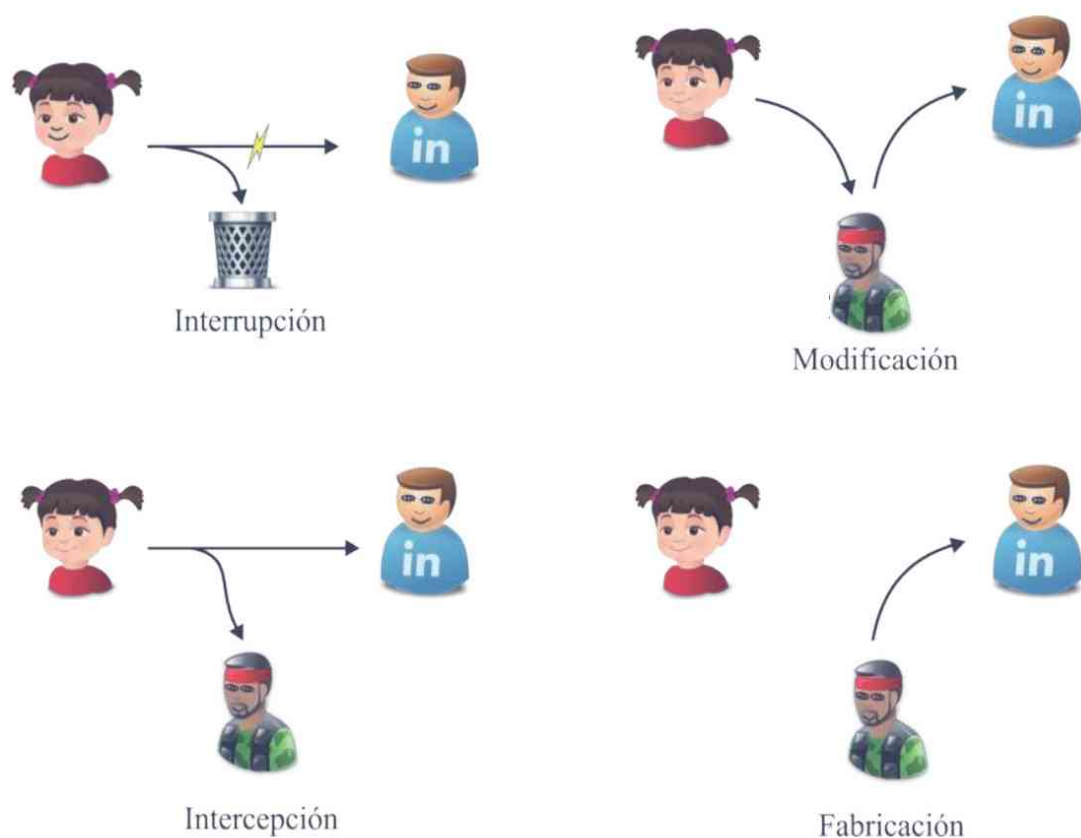 in
in
Interrupción
Modificación
in
in
Intercepción
Fabricación